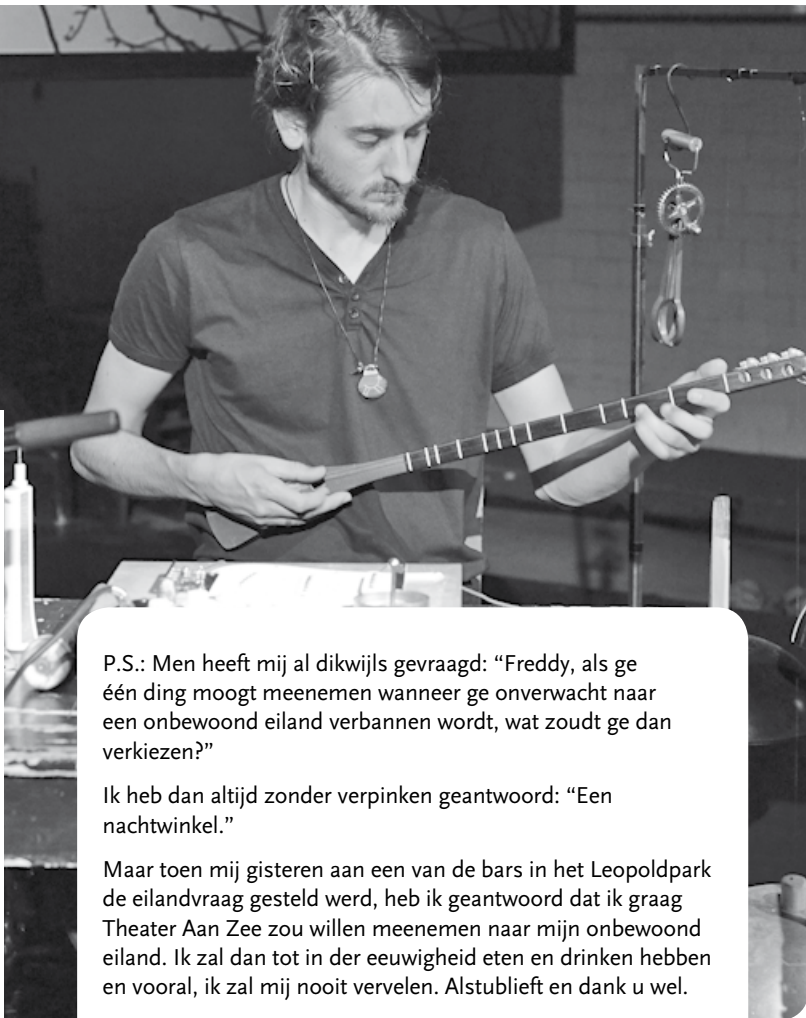 P.S.: Men heeft mij al dikwijls gevraagd: “Freddy, als ge
één ding moogt meenemen wanneer ge onverwacht naar
een onbewoond eiland verbannen wordt, wat zoudt ge dan
verkiezen?”
Ik heb dan altijd zonder verpinken geantwoord: “Een
nachtwinkel.”
Maar toen mij gisteren aan een van de bars in het Leopoldpark
de eilandvraag gesteld werd, heb ik geantwoord dat ik graag
Theater Aan Zee zou willen meenemen naar mijn onbewoond
eiland. Ik zal dan tot in der eeuwigheid eten en drinken hebben
en vooral, ik zal mij nooit vervelen. Alstublieft en dank u wel.